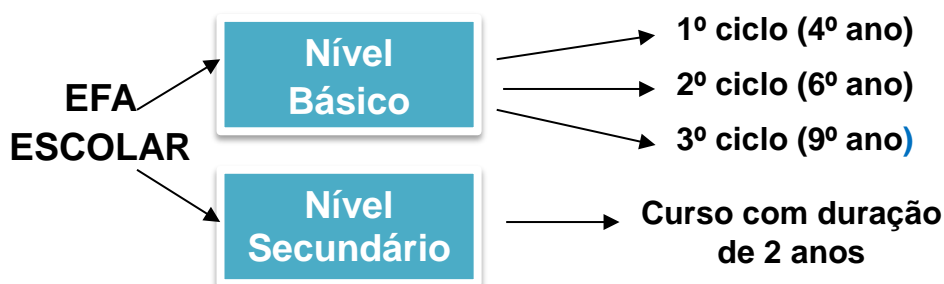 EFA
ESCOLAR
Nível
Básico
1º ciclo (4º ano)
2º ciclo (6º ano)
3º ciclo (9º ano)
Nível
Secundário
Curso com duração
de 2 anos